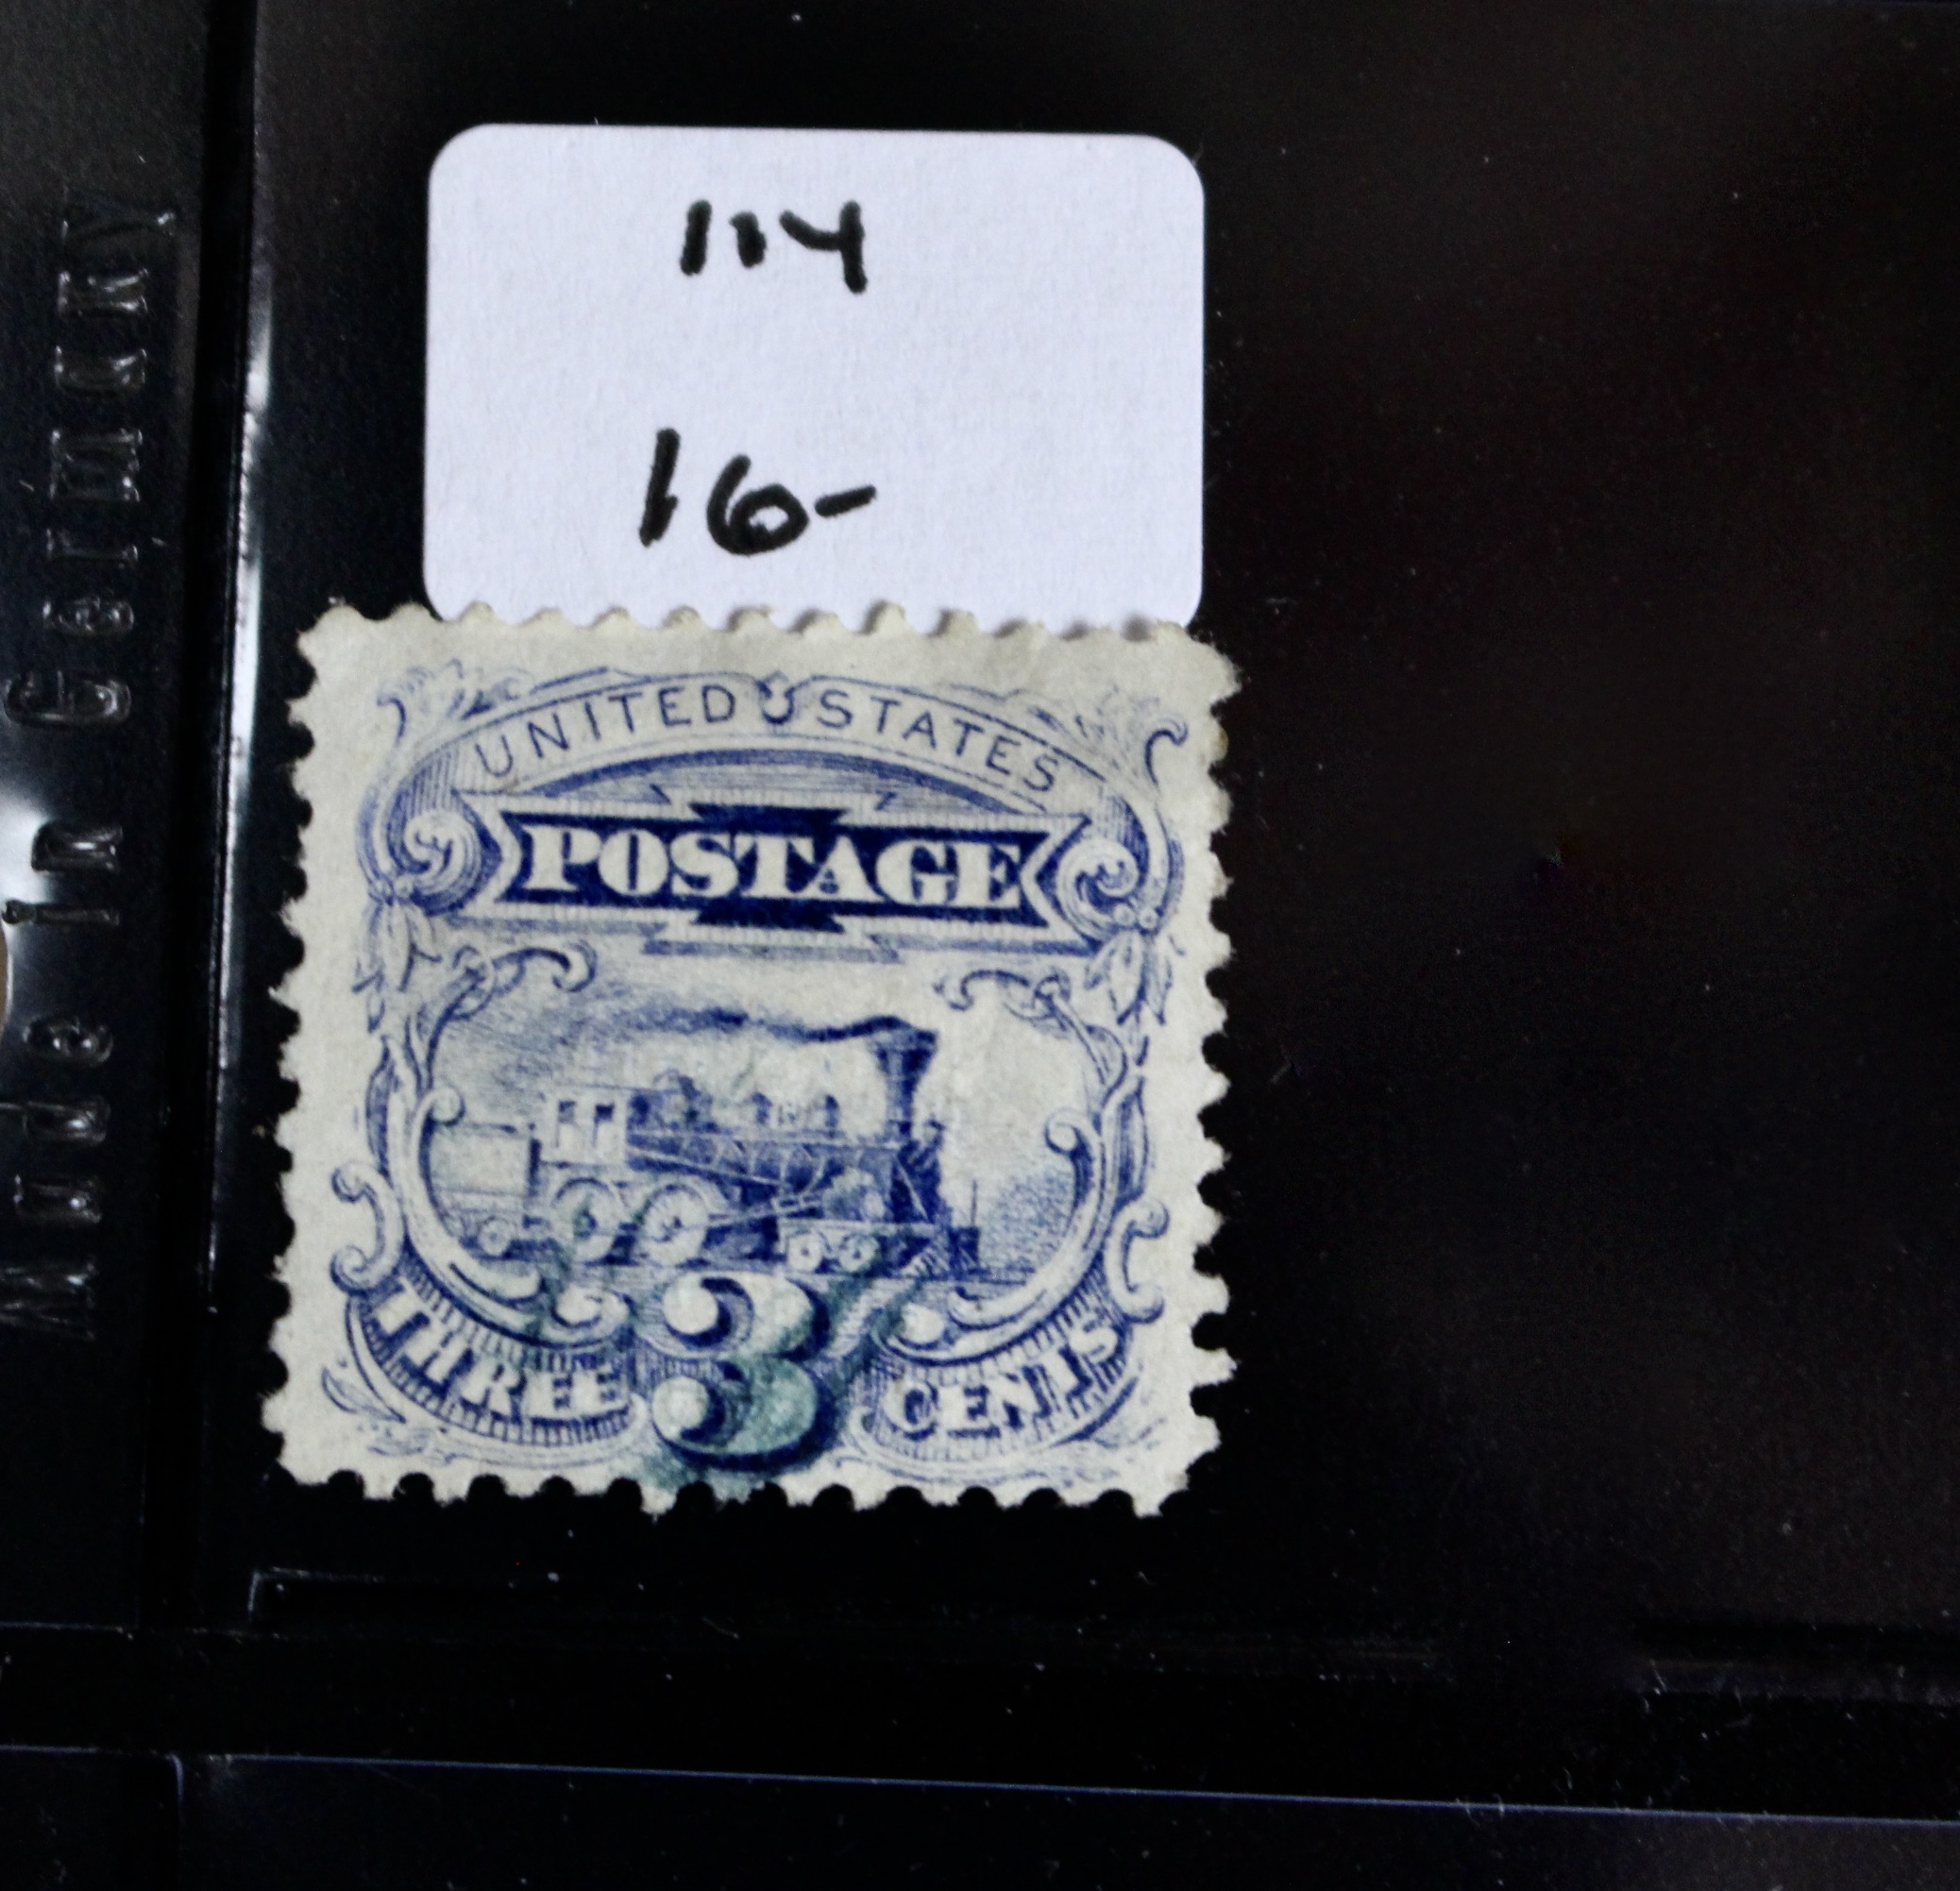 114
16-
UNITED STATES
POSTAGE
THREE 3 CENTS
Made in Germany